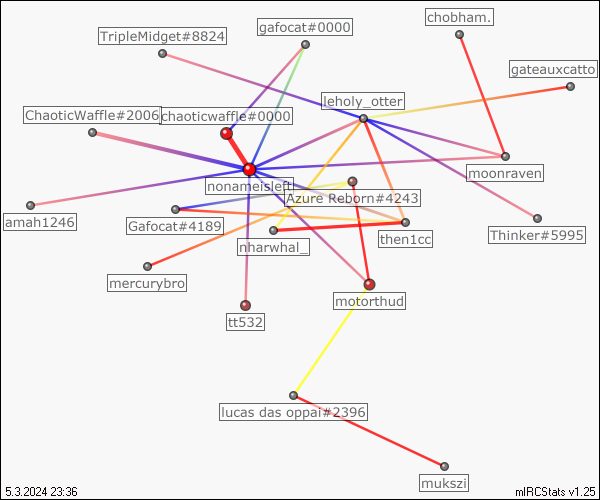 chobham.
gafocat#0000
TripleMidget#8824
gateauxcatto
leholy_otter
ChaoticWaffle#2006
chaoticwaffle#0000
moonraven
nonameisleft
Azure Reborn#4243
amah1246
Gafocat#4189
then1cc
Thinker#5995
nharwhal_
mercurybro
motorthud
tt532
lucas das oppai#2396
mukszi
5.3.2024 23:36
mIRCStats v1.25